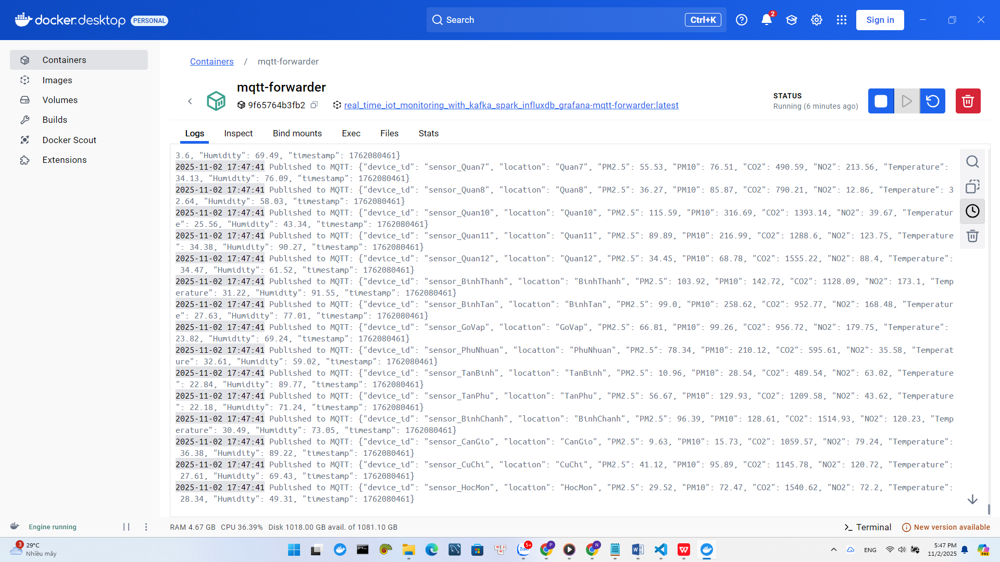 docker.desktop PERSONAL
Search
Ctrl+K
2
Sign in
Containers
Images
Volumes
Builds
Docker Scout
Extensions
Containers / mqtt-forwarder
mqtt-forwarder
9f65764b3fb2
real_time_iot_monitoring_with_kafka_spark_influxdb_grafana-mqtt-forwarder:latest
STATUS
Running (6 minutes ago)
Logs Inspect Bind mounts Exec Files Stats
3.6, "Humidity": 69.49, "timestamp": 1762080461}
2025-11-02 17:47:41 Published to MQTT: {"device_id": "sensor_Quan7", "location": "Quan7", "PM2.5": 55.53, "PM10": 76.51, "CO2": 490.59, "NO2": 213.56, "Temperature":
34.13, "Humidity": 76.09, "timestamp": 1762080461}
2025-11-02 17:47:41 Published to MQTT: {"device_id": "sensor_Quan8", "location": "Quan8", "PM2.5": 36.27, "PM10": 85.87, "CO2": 790.21, "NO2": 12.86, "Temperature": 3
2.64, "Humidity": 58.03, "timestamp": 1762080461}
2025-11-02 17:47:41 Published to MQTT: {"device_id": "sensor_Quan10", "location": "Quan10", "PM2.5": 115.59, "PM10": 316.69, "CO2": 1393.14, "NO2": 39.67, "Temperatur
e": 25.56, "Humidity": 43.34, "timestamp": 1762080461}
2025-11-02 17:47:41 Published to MQTT: {"device_id": "sensor_Quan11", "location": "Quan11", "PM2.5": 89.89, "PM10": 216.99, "CO2": 1288.6, "NO2": 123.75, "Temperature
": 34.38, "Humidity": 90.27, "timestamp": 1762080461}
2025-11-02 17:47:41 Published to MQTT: {"device_id": "sensor_Quan12", "location": "Quan12", "PM2.5": 34.45, "PM10": 68.78, "CO2": 1555.22, "NO2": 88.4, "Temperature":
34.47, "Humidity": 61.52, "timestamp": 1762080461}
2025-11-02 17:47:41 Published to MQTT: {"device_id": "sensor_BinhThanh", "location": "BinhThanh", "PM2.5": 103.92, "PM10": 142.72, "CO2": 1128.09, "NO2": 173.1, "Temp
erature": 31.22, "Humidity": 91.55, "timestamp": 1762080461}
2025-11-02 17:47:41 Published to MQTT: {"device_id": "sensor_BinhTan", "location": "BinhTan", "PM2.5": 99.0, "PM10": 258.62, "CO2": 952.77, "NO2": 168.48, "Temperatur
e": 27.63, "Humidity": 77.01, "timestamp": 1762080461}
2025-11-02 17:47:41 Published to MQTT: {"device_id": "sensor_GoVap", "location": "GoVap", "PM2.5": 66.81, "PM10": 99.26, "CO2": 956.72, "NO2": 179.75, "Temperature":
23.82, "Humidity": 69.24, "timestamp": 1762080461}
2025-11-02 17:47:41 Published to MQTT: {"device_id": "sensor_PhuNhuan", "location": "PhuNhuan", "PM2.5": 78.34, "PM10": 210.12, "CO2": 595.61, "NO2": 35.58, "Temperat
ure": 32.61, "Humidity": 59.02, "timestamp": 1762080461}
2025-11-02 17:47:41 Published to MQTT: {"device_id": "sensor_TanBinh", "location": "TanBinh", "PM2.5": 10.96, "PM10": 28.54, "CO2": 489.54, "NO2": 63.02, "Temperature
": 22.84, "Humidity": 89.77, "timestamp": 1762080461}
2025-11-02 17:47:41 Published to MQTT: {"device_id": "sensor_TanPhu", "location": "TanPhu", "PM2.5": 56.67, "PM10": 129.93, "CO2": 1209.58, "NO2": 43.62, "Temperature
": 22.18, "Humidity": 71.24, "timestamp": 1762080461}
2025-11-02 17:47:41 Published to MQTT: {"device_id": "sensor_BinhChanh", "location": "BinhChanh", "PM2.5": 96.39, "PM10": 128.61, "CO2": 1514.93, "NO2": 120.23, "Temp
erature": 30.49, "Humidity": 73.05, "timestamp": 1762080461}
2025-11-02 17:47:41 Published to MQTT: {"device_id": "sensor_CanGio", "location": "CanGio", "PM2.5": 9.63, "PM10": 15.73, "CO2": 1059.57, "NO2": 79.24, "Temperature":
36.38, "Humidity": 89.22, "timestamp": 1762080461}
2025-11-02 17:47:41 Published to MQTT: {"device_id": "sensor_CuChi", "location": "CuChi", "PM2.5": 41.12, "PM10": 95.89, "CO2": 1145.78, "NO2": 120.72, "Temperature":
27.61, "Humidity": 69.43, "timestamp": 1762080461}
2025-11-02 17:47:41 Published to MQTT: {"device_id": "sensor_HocMon", "location": "HocMon", "PM2.5": 29.52, "PM10": 72.47, "CO2": 1540.62, "NO2": 72.2, "Temperature":
28.34, "Humidity": 49.31, "timestamp": 1762080461}
Engine running
RAM 4.67 GB CPU 36.39% Disk 1018.00 GB avail. of 1081.10 GB
Terminal
New version available
3
29°C
Nhiều mây
Zalo
5+
P
N
W
W
ENG
5:47 PM
11/2/2025
PRE